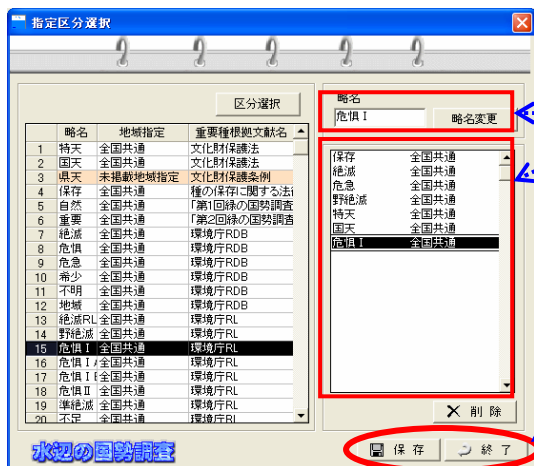 指定区分選択
区分選択
略名 地域指定 重要種根拠文献名
1 特天 全国共通 文化財保護法
2 国天 全国共通 文化財保護法
3 県天 未掲載地域指定 文化財保護条例
4 保存 全国共通 種の保存に関する法
5 自然 全国共通 「第1回緑の国勢調査
6 重要 全国共通 「第2回緑の国勢調査
7 絶滅 全国共通 環境庁RDB
8 危惧 全国共通 環境庁RDB
9 危急 全国共通 環境庁RDB
10 希少 全国共通 環境庁RDB
11 不明 全国共通 環境庁RDB
12 地域 全国共通 環境庁RDB
13 絶滅RL 全国共通 環境庁RL
14 野絶滅 全国共通 環境庁RL
15 危惧Ⅰ 全国共通 環境庁RL
16 危惧Ⅰ 全国共通 環境庁RL
17 危惧Ⅰ 全国共通 環境庁RL
18 危惧Ⅱ 全国共通 環境庁RL
19 準絶滅 全国共通 環境庁RL
20 不足 全国共通 環境庁RL
水辺の国勢調査
略名
危惧Ⅰ 略名変更
保存 全国共通
絶滅 全国共通
危急 全国共通
野絶滅 全国共通
特天 全国共通
国天 全国共通
危惧Ⅰ 全国共通
削除
保存 終了